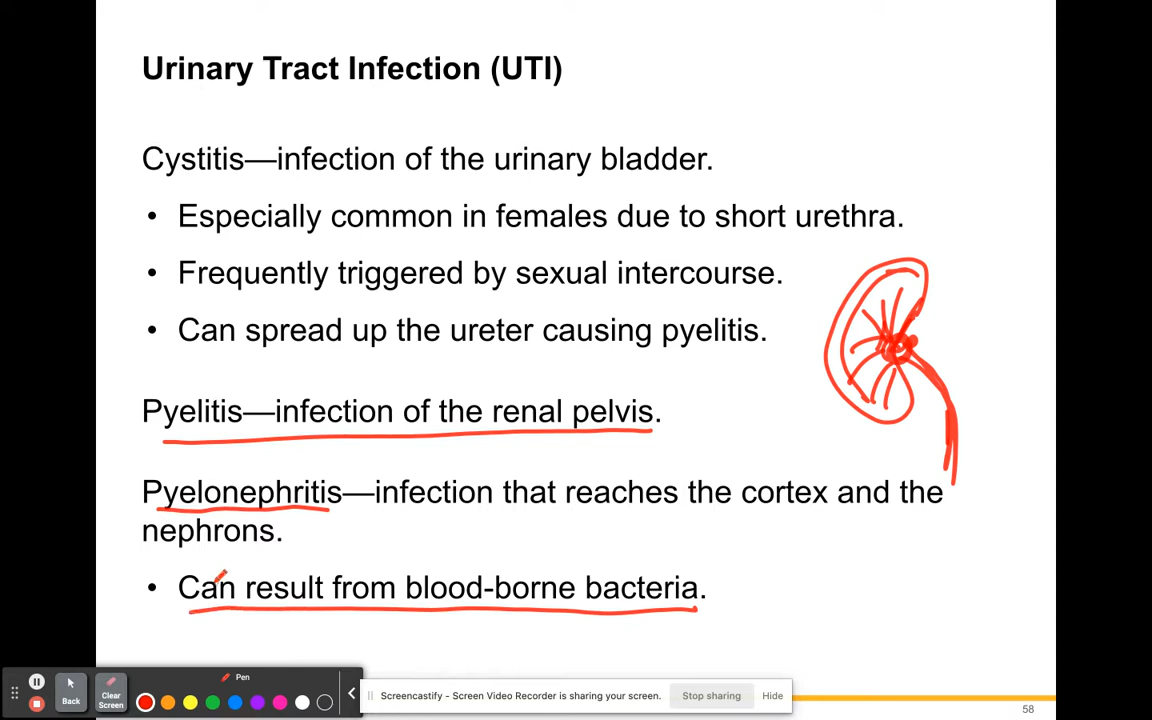 Urinary Tract Infection (UTI)
Cystitis—infection of the urinary bladder.
• Especially common in females due to short urethra.
• Frequently triggered by sexual intercourse.
• Can spread up the ureter causing pyelitis.
Pyelitis—infection of the renal pelvis.
Pyelonephritis—infection that reaches the cortex and the
nephrons.
• Can result from blood-borne bacteria.
Pen
Back
Clear
Screen
Screencastify - Screen Video Recorder is sharing your screen.
Stop sharing
Hide
58